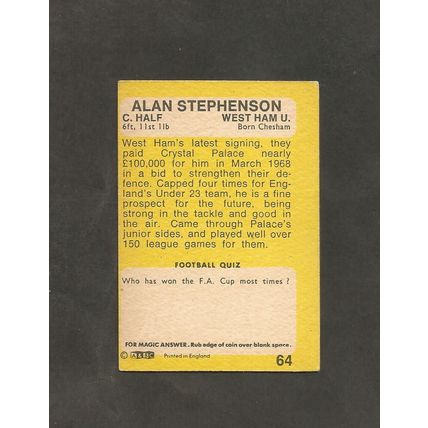 ALAN STEPHENSON
C. HALF WEST HAM U.
6ft, 11st 1lb Born Chesham
West Ham's latest signing, they
paid Crystal Palace nearly
£100,000 for him in March 1968
in a bid to strengthen their de-
fence. Capped four times for Eng-
land's Under 23 team, he is a fine
prospect for the future, being
strong in the tackle and good in
the air. Came through Palace's
junior sides, and played well over
150 league games for them.
FOOTBALL QUIZ
Who has won the F.A. Cup most times ?
FOR MAGIC ANSWER. Rub edge of coin over blank space.
© A&BC Printed in England 64